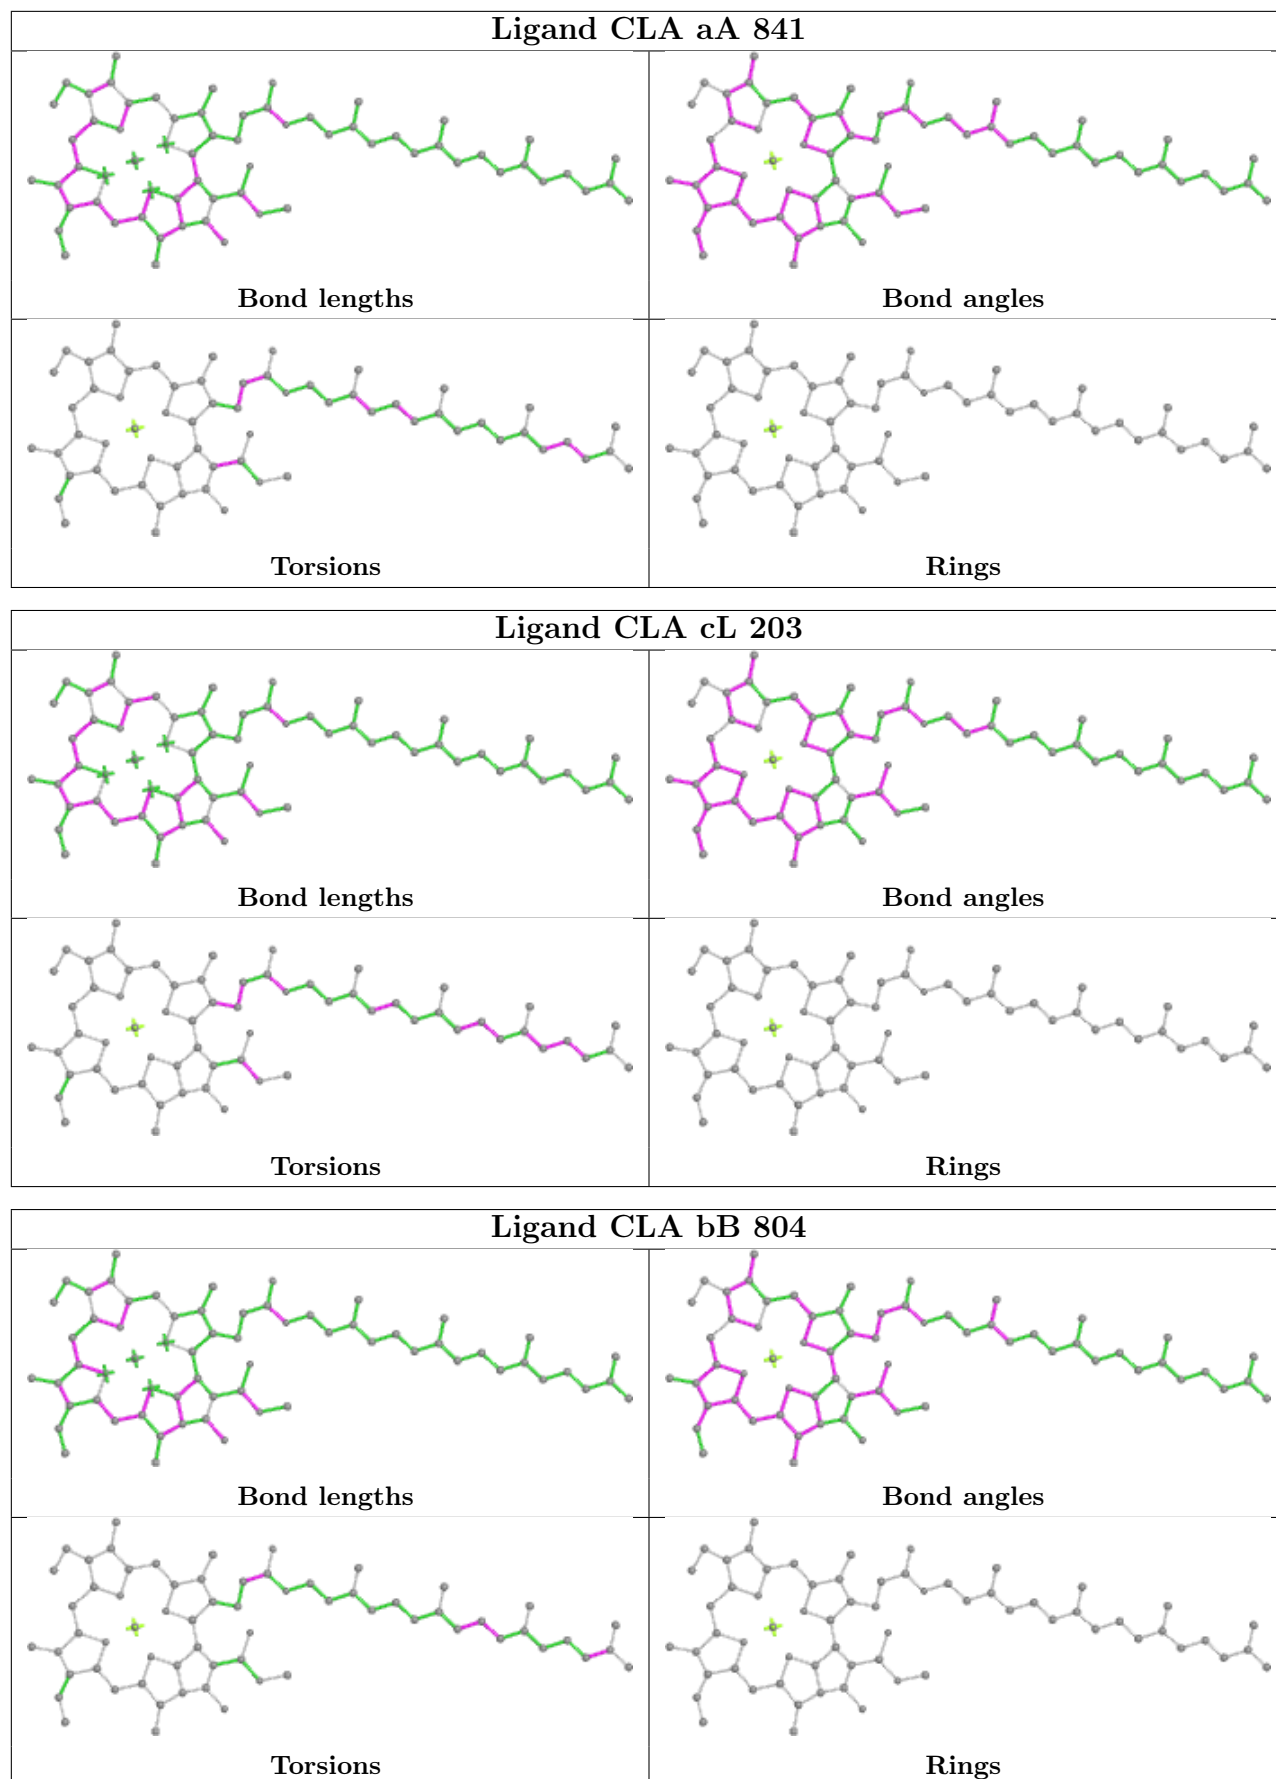 Ligand CLA aA 841
Bond lengths
Bond angles
Torsions
Rings
Ligand CLA cL 203
Bond lengths
Bond angles
Torsions
Rings
Ligand CLA bB 804
Bond lengths
Bond angles
Torsions
Rings